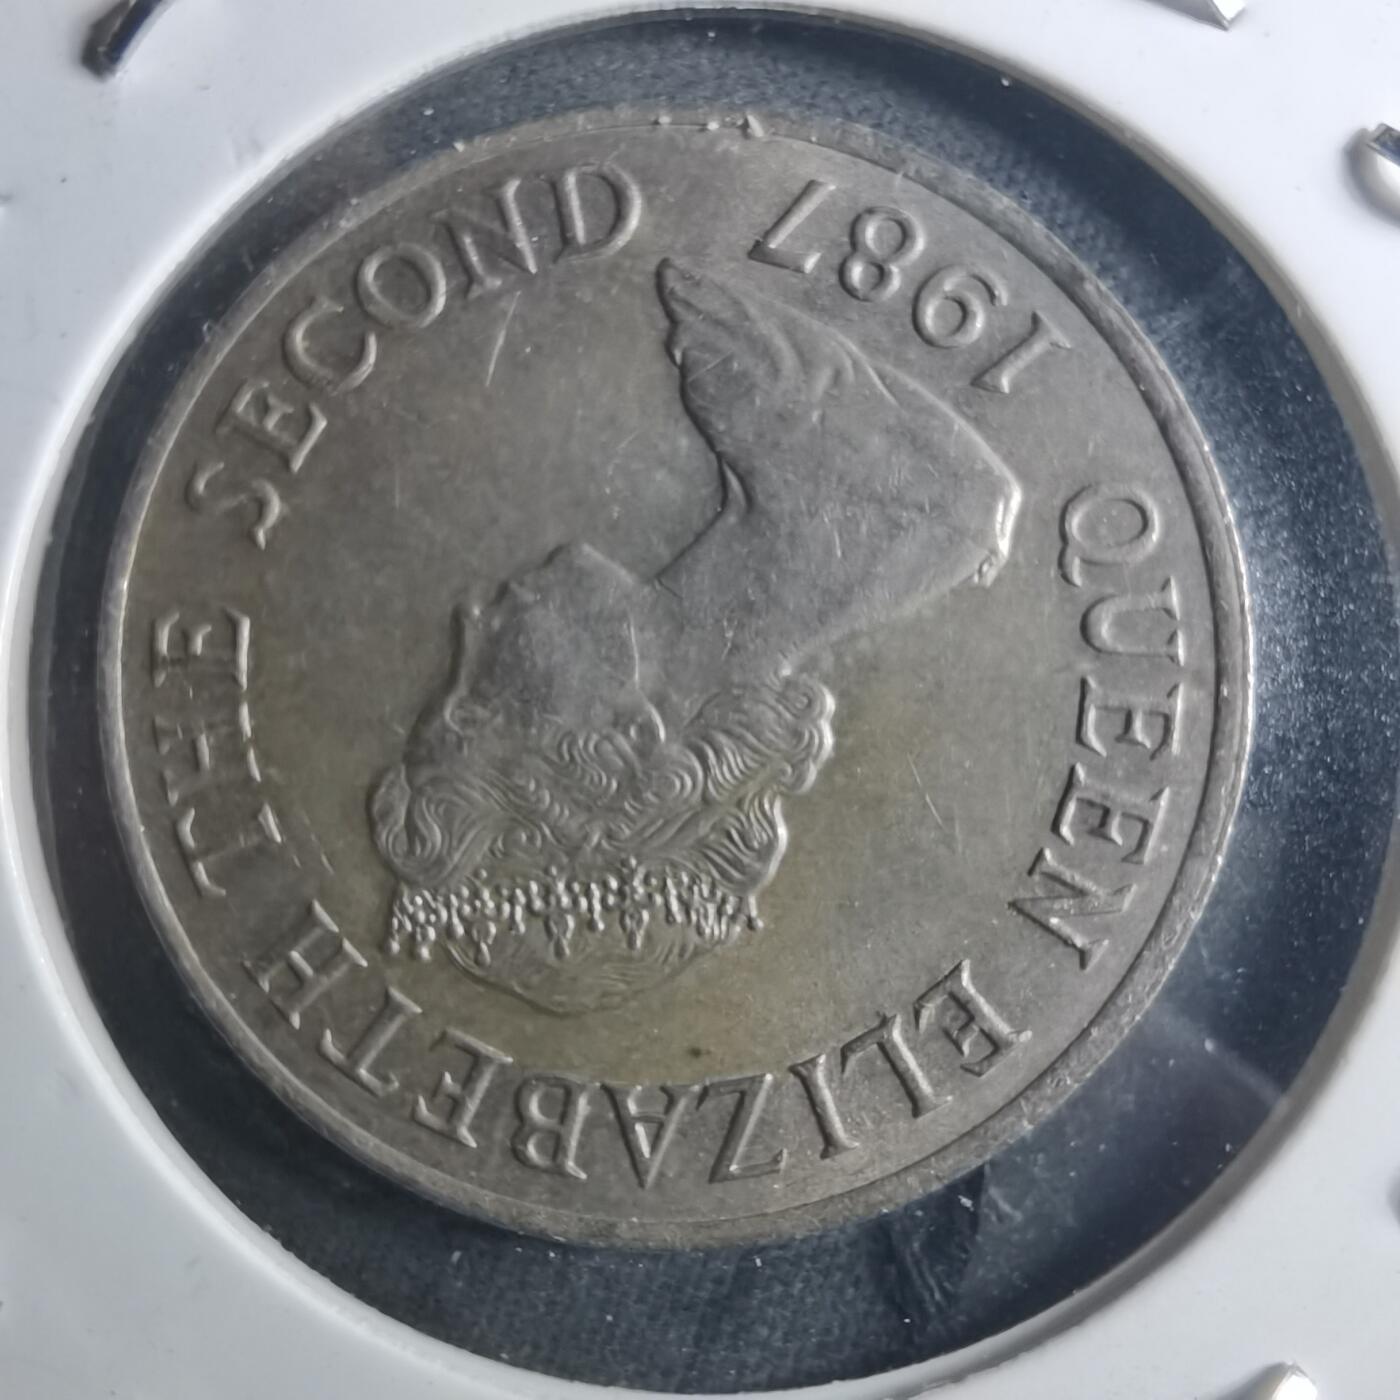 QUEEN ELIZABETH THE SECOND
1987